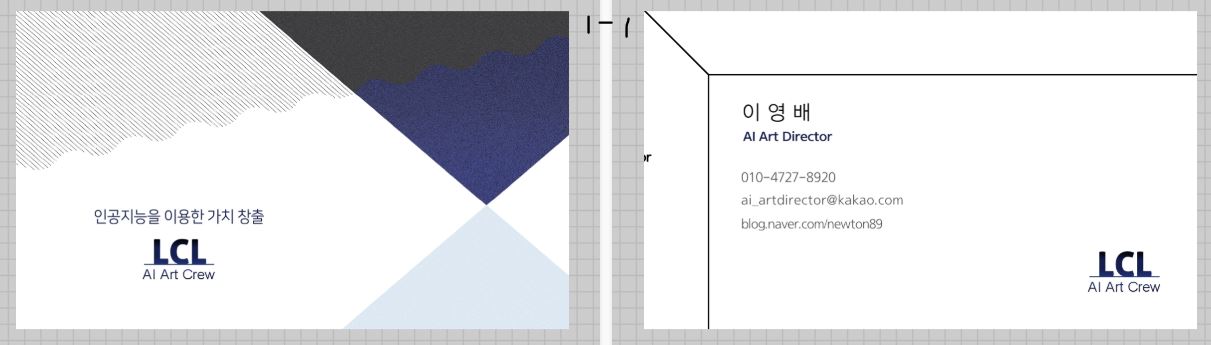 인공지능을 이용한 가치 창출
LCL
AI Art Crew
1-1
or
이 영 배
AI Art Director
010-4727-8920
ai_artdirector@kakao.com
blog.naver.com/newton89
LCL
AI Art Crew